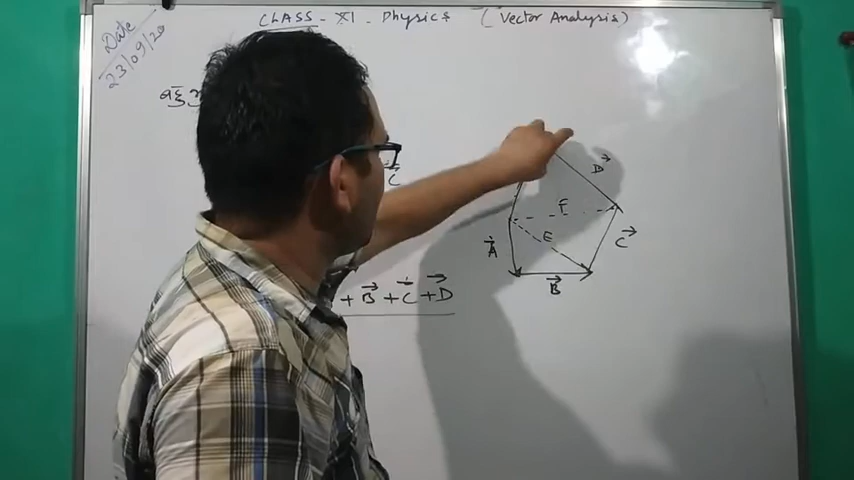 Date
23/09/20
CLASS - XI - Physics (Vector Analysis)
C
D
F
E
A
C
B
+ B + C + D